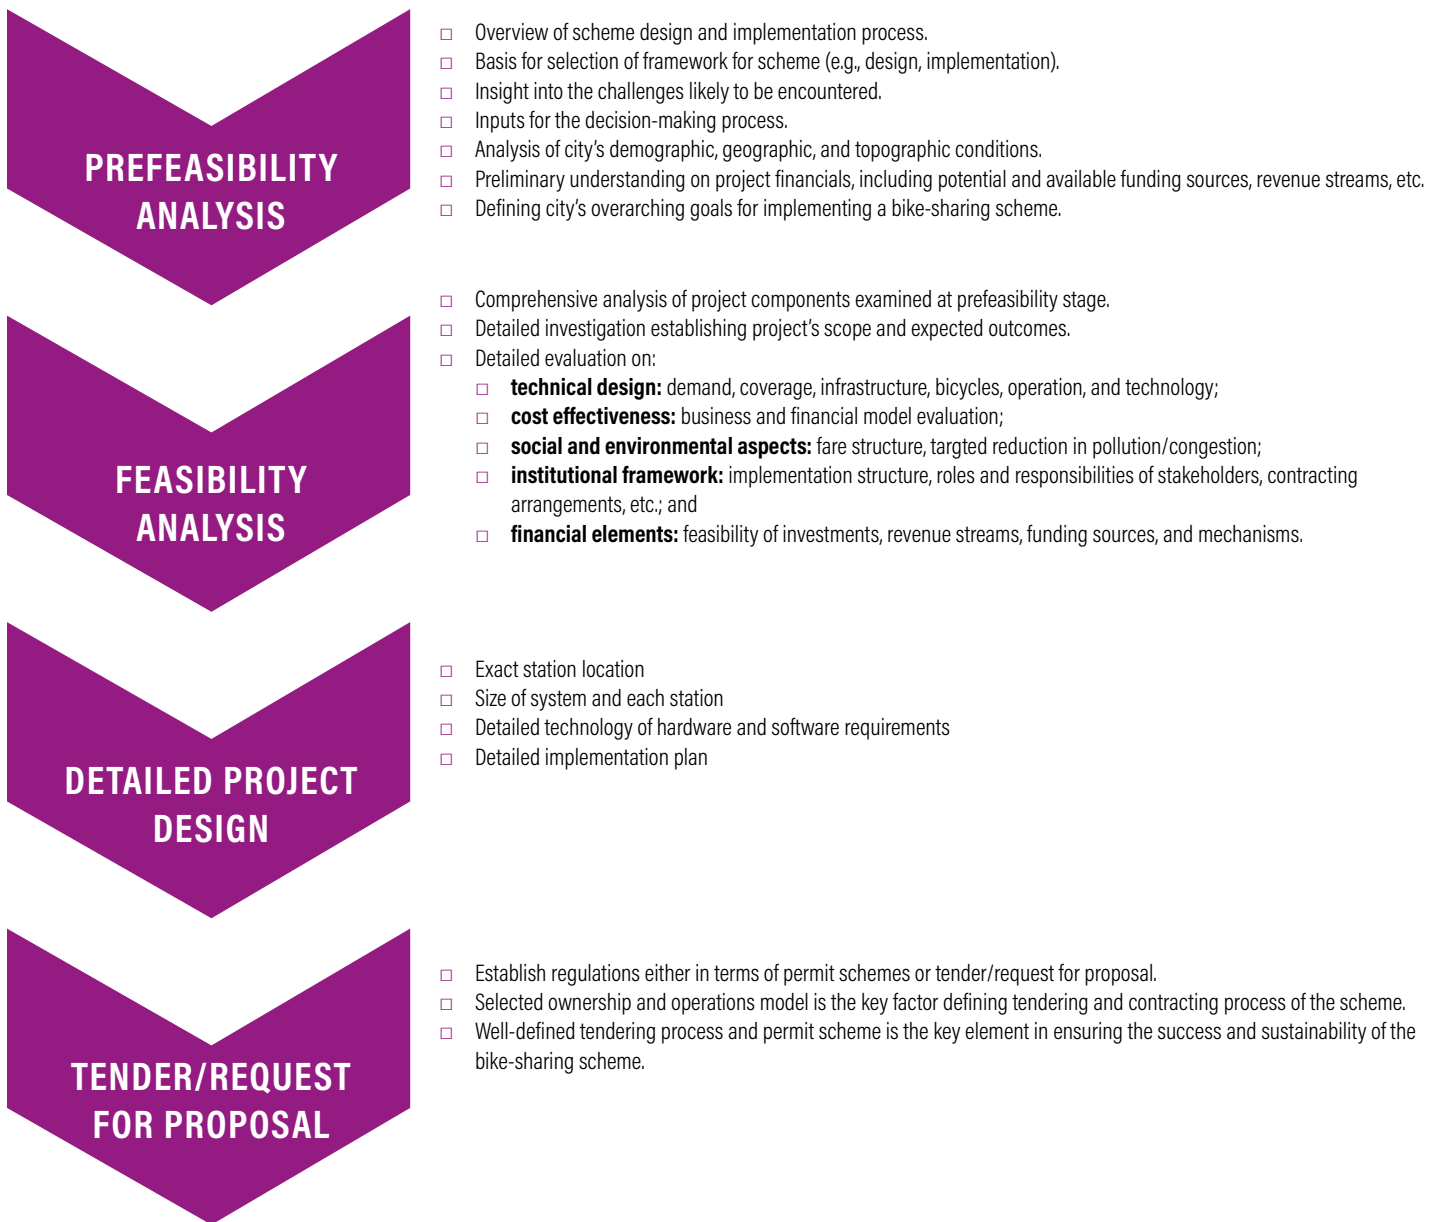 PREFEASIBILITY
ANALYSIS
Overview of scheme design and implementation process.
Basis for selection of framework for scheme (e.g., design, implementation).
Insight into the challenges likely to be encountered.
Inputs for the decision-making process.
Analysis of city's demographic, geographic, and topographic conditions.
Preliminary understanding on project financials, including potential and available funding sources, revenue streams, etc.
Defining city's overarching goals for implementing a bike-sharing scheme.
FEASIBILITY
ANALYSIS
Comprehensive analysis of project components examined at prefeasibility stage.
Detailed investigation establishing project's scope and expected outcomes.
Detailed evaluation on:
technical design: demand, coverage, infrastructure, bicycles, operation, and technology;
cost effectiveness: business and financial model evaluation;
social and environmental aspects: fare structure, targted reduction in pollution/congestion;
institutional framework: implementation structure, roles and responsibilities of stakeholders, contracting
arrangements, etc.; and
financial elements: feasibility of investments, revenue streams, funding sources, and mechanisms.
DETAILED PROJECT
DESIGN
Exact station location
Size of system and each station
Detailed technology of hardware and software requirements
Detailed implementation plan
TENDER/REQUEST
FOR PROPOSAL
Establish regulations either in terms of permit schemes or tender/request for proposal.
Selected ownership and operations model is the key factor defining tendering and contracting process of the scheme.
Well-defined tendering process and permit scheme is the key element in ensuring the success and sustainability of the
bike-sharing scheme.